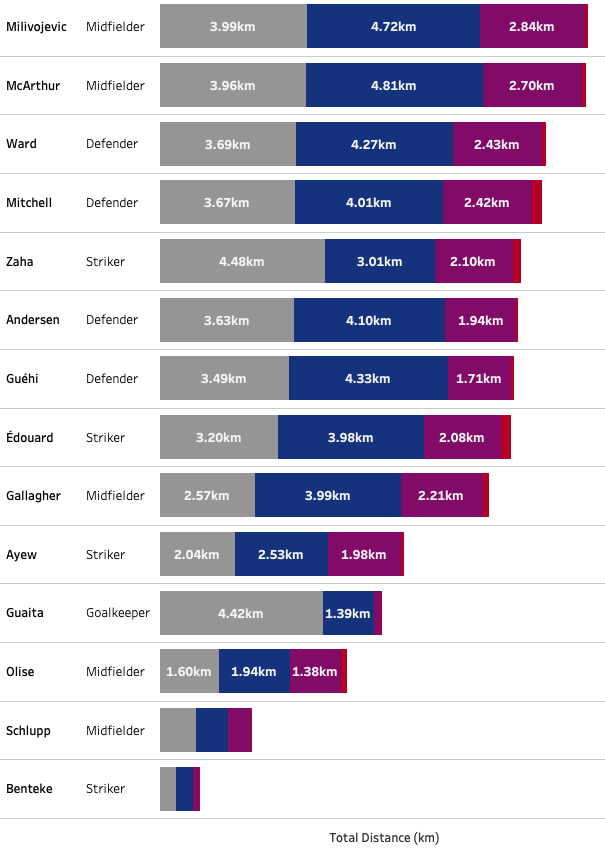 Milivojevic Midfielder 3.99km 4.72km 2.84km
McArthur Midfielder 3.96km 4.81km 2.70km
Ward Defender 3.69km 4.27km 2.43km
Mitchell Defender 3.67km 4.01km 2.42km
Zaha Striker 4.48km 3.01km 2.10km
Andersen Defender 3.63km 4.10km 1.94km
Guéhi Defender 3.49km 4.33km 1.71km
Édouard Striker 3.20km 3.98km 2.08km
Gallagher Midfielder 2.57km 3.99km 2.21km
Ayew Striker 2.04km 2.53km 1.98km
Guaita Goalkeeper 4.42km 1.39km
Olise Midfielder 1.60km 1.94km 1.38km
Schlupp Midfielder
Benteke Striker
Total Distance (km)